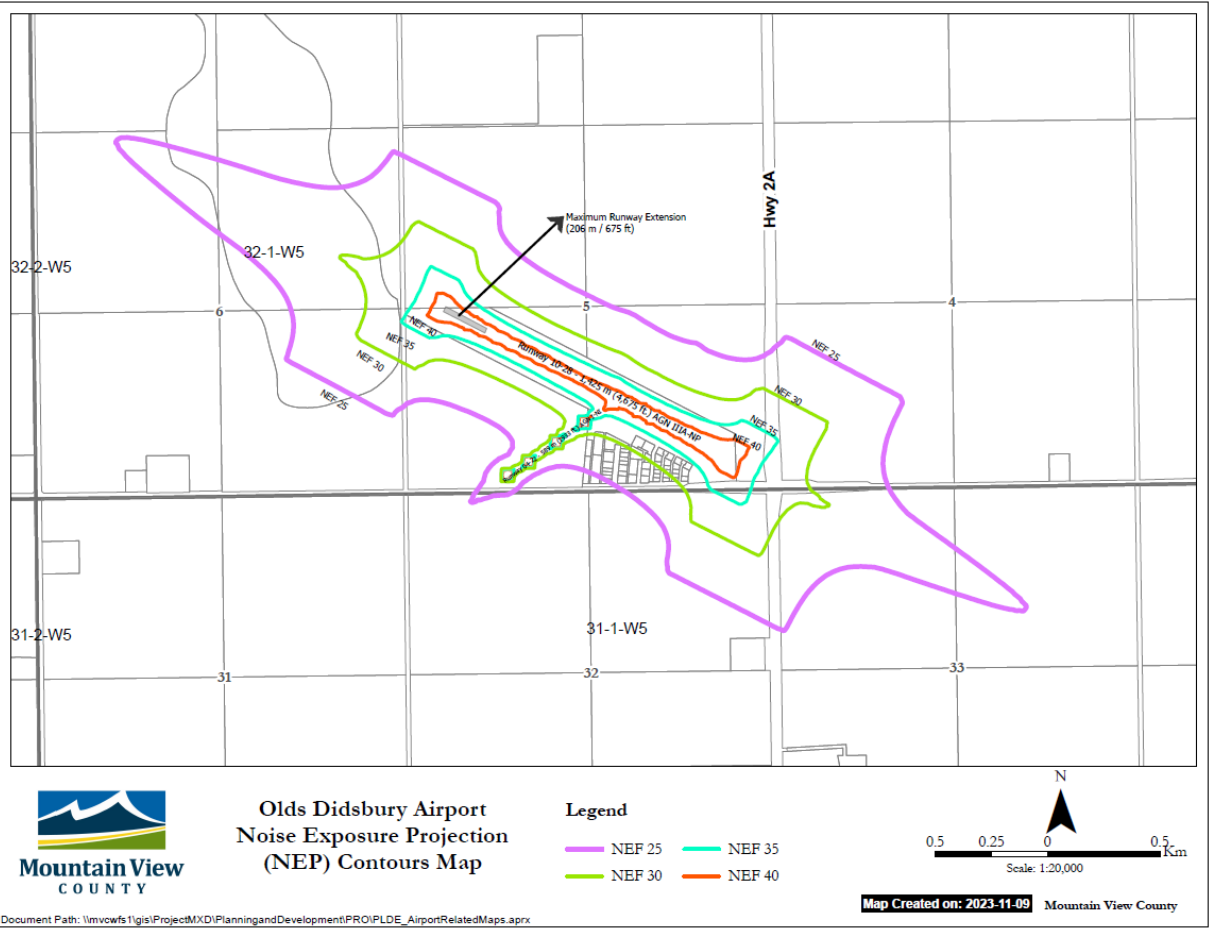 Hwy 2A
Maximum Runway Extension
(206 m / 675 ft)
32-1-W5
32-2-W5
6
5
4
NEF 40
NEF 35
NEF 30
NEF 25
Runway 10-28 - 1,425 m (4,675 ft.) AGN IIIA-NP
NEF 25
NEF 30
NEF 35
NEF 40
31-2-W5
31-1-W5
31
32
33
Olds Didsbury Airport
Noise Exposure Projection
(NEP) Contours Map
Mountain View
COUNTY
Legend
NEF 25
NEF 35
NEF 30
NEF 40
N
0.5 0.25 0 0.5
Km
Scale: 1:20,000
Map Created on: 2023-11-09 Mountain View County
Document Path: \\mvcwfs1\gis\ProjectMXD\PlanningandDevelopment\PRO\PLDE_AirportRelatedMaps.aprx